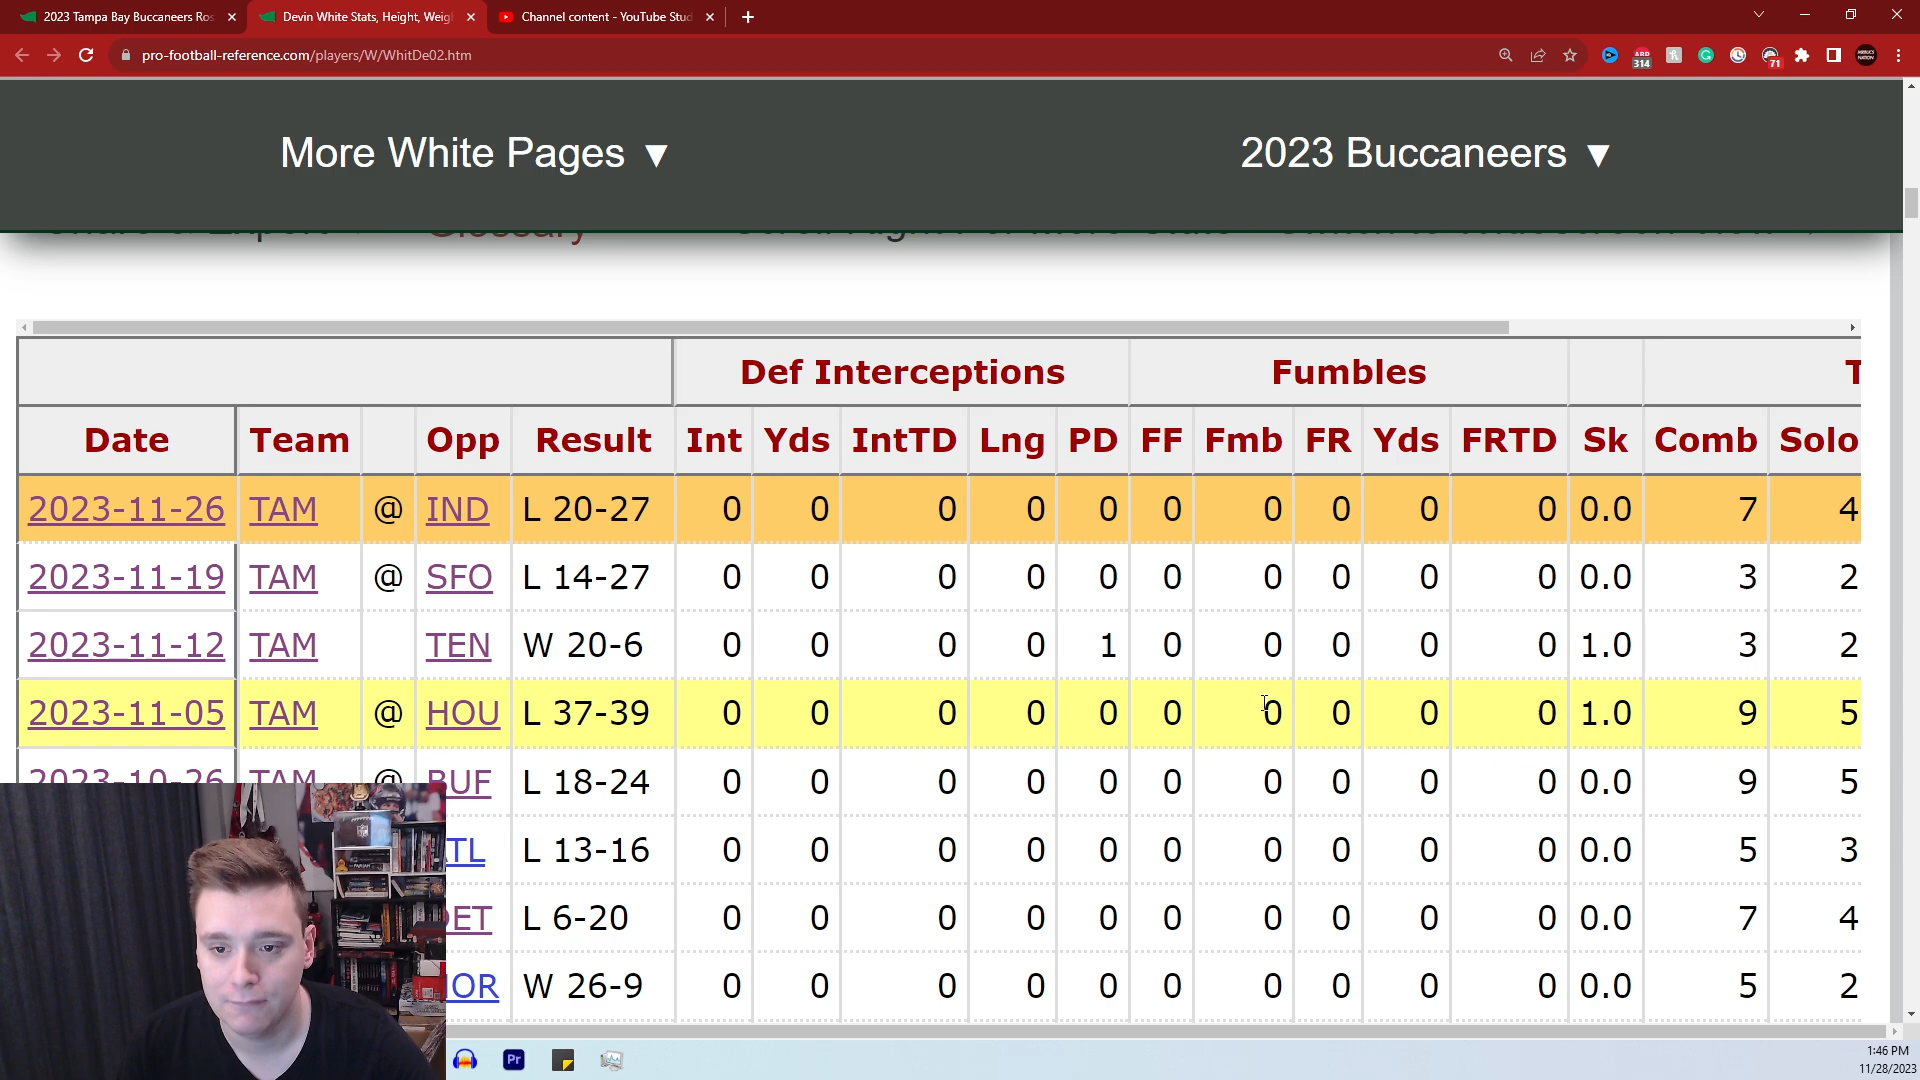 2023 Tampa Bay Buccaneers Ros
Devin White Stats, Height, Weigh
Channel content - YouTube Stud
pro-football-reference.com/players/W/WhitDe02.htm
314
71
More White Pages ▼
2023 Buccaneers ▼
Def Interceptions Fumbles T
Date Team Opp Result Int Yds IntTD Lng PD FF Fmb FR Yds FRTD Sk Comb Solo
2023-11-26 TAM @ IND L 20-27 0 0 0 0 0 0 0 0 0 0 0.0 7 4
2023-11-19 TAM @ SFO L 14-27 0 0 0 0 0 0 0 0 0 0 0.0 3 2
2023-11-12 TAM TEN W 20-6 0 0 0 0 1 0 0 0 0 0 1.0 3 2
2023-11-05 TAM @ HOU L 37-39 0 0 0 0 0 0 0 0 0 0 1.0 9 5
2023-10-26 TAM @ BUF L 18-24 0 0 0 0 0 0 0 0 0 0 0.0 9 5
TL L 13-16 0 0 0 0 0 0 0 0 0 0 0.0 5 3
ET L 6-20 0 0 0 0 0 0 0 0 0 0 0.0 7 4
OR W 26-9 0 0 0 0 0 0 0 0 0 0 0.0 5 2
Pr
1:46 PM
11/28/2023